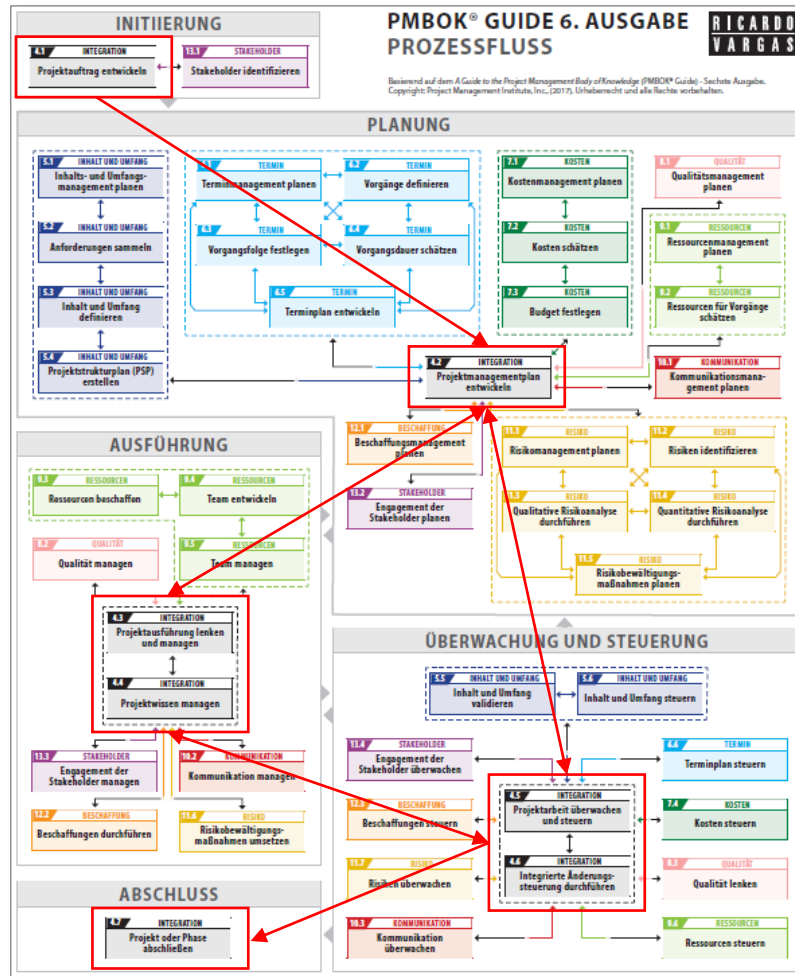 INITIIERUNG
4.1 INTEGRATION
Projektauftrag entwickeln
13.1 STAKEHOLDER
Stakeholder identifizieren
PMBOK® GUIDE 6. AUSGABE
PROZESSFLUSS
RICARDO
VARGAS
Basierend auf dem A Guide to the Project Management Body of Knowledge (PMBOK® Guide) - Sechste Ausgabe.
Copyright: Project Management Institute, Inc., (2017). Urheberrecht und alle Rechte vorbehalten.
PLANUNG
5.1 INHALT UND UMFANG
Inhalts- und Umfangs-
management planen
5.2 INHALT UND UMFANG
Anforderungen sammeln
5.3 INHALT UND UMFANG
Inhalt und Umfang
definieren
5.4 INHALT UND UMFANG
Projektstrukturplan (PSP)
erstellen
TERMIN
Terminmanagement planen
6.2 TERMIN
Vorgänge definieren
6.3 TERMIN
Vorgangsfolge festlegen
6.4 TERMIN
Vorgangsdauer schätzen
6.5 TERMIN
Terminplan entwickeln
7.1 KOSTEN
Kostenmanagement planen
7.2 KOSTEN
Kosten schätzen
7.3 KOSTEN
Budget festlegen
8.1 QUALITÄT
Qualitätsmanagement
planen
9.1 RESSOURCEN
Ressourcenmanagement
planen
9.2 RESSOURCEN
Ressourcen für Vorgänge
schätzen
4.2 INTEGRATION
Projektmanagementplan
entwickeln
10.1 KOMMUNIKATION
Kommunikationsmana-
gement planen
12.1 BESCHAFFUNG
Beschaffungsmanagement
planen
13.2 STAKEHOLDER
Engagement der
Stakeholder planen
11.1 RISIKO
Risikomanagement planen
11.2 RISIKO
Risiken identifizieren
11.3 RISIKO
Qualitative Risikoanalyse
durchführen
11.4 RISIKO
Quantitative Risikoanalyse
durchführen
11.5 RISIKO
Risikobewältigungs-
maßnahmen planen
AUSFÜHRUNG
9.3 RESSOURCEN
Ressourcen beschaffen
9.4 RESSOURCEN
Team entwickeln
8.2 QUALITÄT
Qualität managen
9.5 RESSOURCEN
Team managen
4.3 INTEGRATION
Projektausführung lenken
und managen
4.4 INTEGRATION
Projektwissen managen
13.3 STAKEHOLDER
Engagement der
Stakeholder managen
10.2 KOMMUNIKATION
Kommunikation managen
12.2 BESCHAFFUNG
Beschaffungen durchführen
11.6 RISIKO
Risikobewältigungs-
maßnahmen umsetzen
ÜBERWACHUNG UND STEUERUNG
5.5 INHALT UND UMFANG
Inhalt und Umfang
validieren
5.6 INHALT UND UMFANG
Inhalt und Umfang steuern
13.4 STAKEHOLDER
Engagement der
Stakeholder überwachen
6.6 TERMIN
Terminplan steuern
4.5 INTEGRATION
Projektarbeit überwachen
und steuern
12.3 BESCHAFFUNG
Beschaffungen steuern
7.4 KOSTEN
Kosten steuern
4.6 INTEGRATION
Integrierte Änderungs-
steuerung durchführen
11.7 RISIKO
Risiken überwachen
8.3 QUALITÄT
Qualität lenken
10.3 KOMMUNIKATION
Kommunikation
überwachen
9.6 RESSOURCEN
Ressourcen steuern
ABSCHLUSS
4.7 INTEGRATION
Projekt oder Phase
abschließen